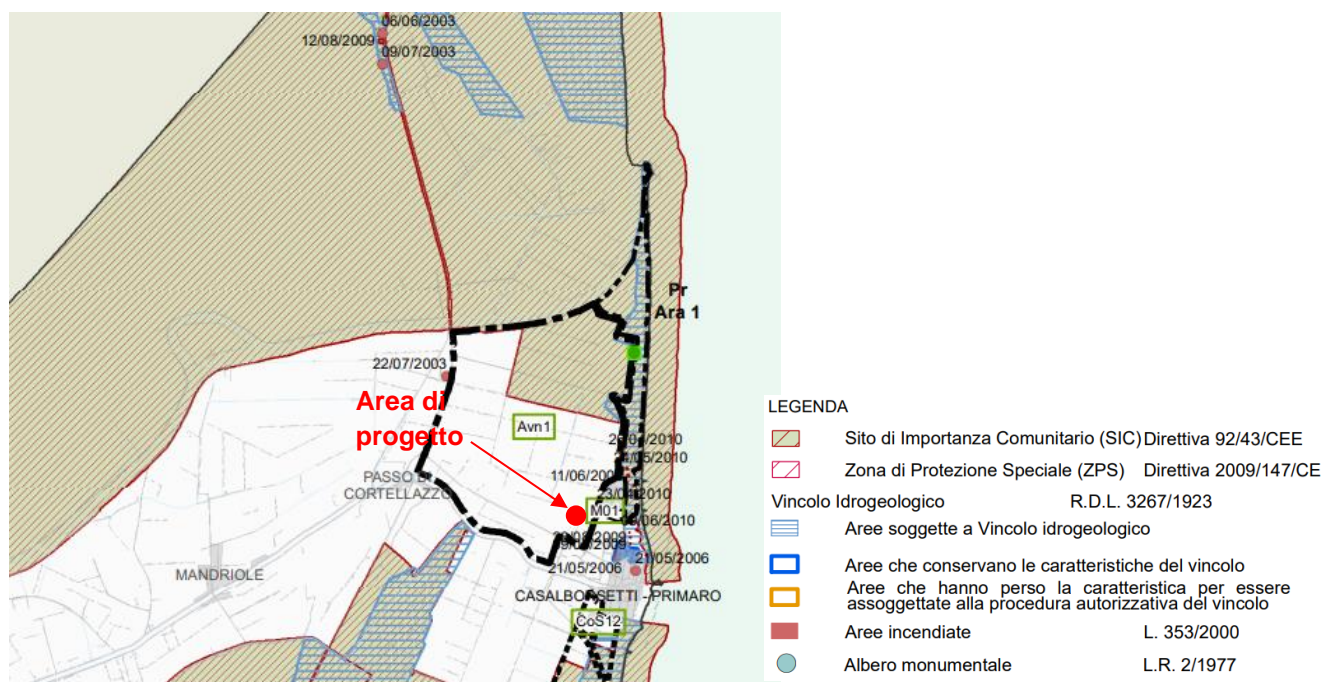 06/06/2003
12/08/2009
09/07/2003
Pr
Ara 1
22/07/2003
Area di
progetto
Avn1
PASSO DI
CORTELLAZZO
M01
23/04/2010
21/05/2006
21/05/2006
MANDRIOLE
CASALBORSETTI - PRIMARO
CoS12
LEGENDA
Sito di Importanza Comunitario (SIC) Direttiva 92/43/CEE
Zona di Protezione Speciale (ZPS) Direttiva 2009/147/CE
Vincolo Idrogeologico R.D.L. 3267/1923
Aree soggette a Vincolo idrogeologico
Aree che conservano le caratteristiche del vincolo
Aree che hanno perso la caratteristica per essere
assoggettate alla procedura autorizzativa del vincolo
Aree incendiate L. 353/2000
Albero monumentale L.R. 2/1977